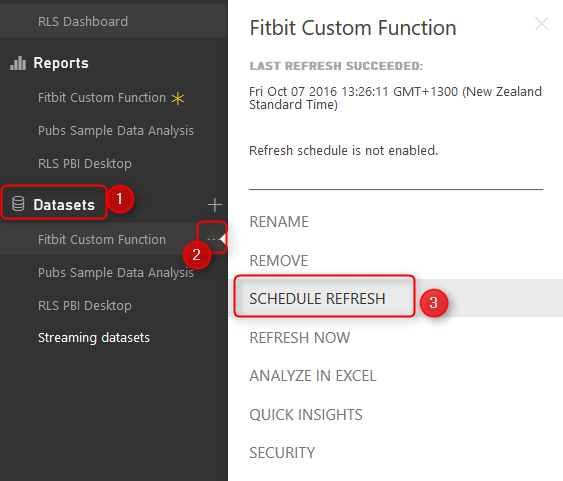 RLS Dashboard
Reports
Fitbit Custom Function
Pubs Sample Data Analysis
RLS PBI Desktop
Datasets
1
Fitbit Custom Function
...
2
Pubs Sample Data Analysis
RLS PBI Desktop
Streaming datasets
Fitbit Custom Function
LAST REFRESH SUCCEEDED:
Fri Oct 07 2016 13:26:11 GMT+1300 (New Zealand
Standard Time)
Refresh schedule is not enabled.
RENAME
REMOVE
SCHEDULE REFRESH
3
REFRESH NOW
ANALYZE IN EXCEL
QUICK INSIGHTS
SECURITY